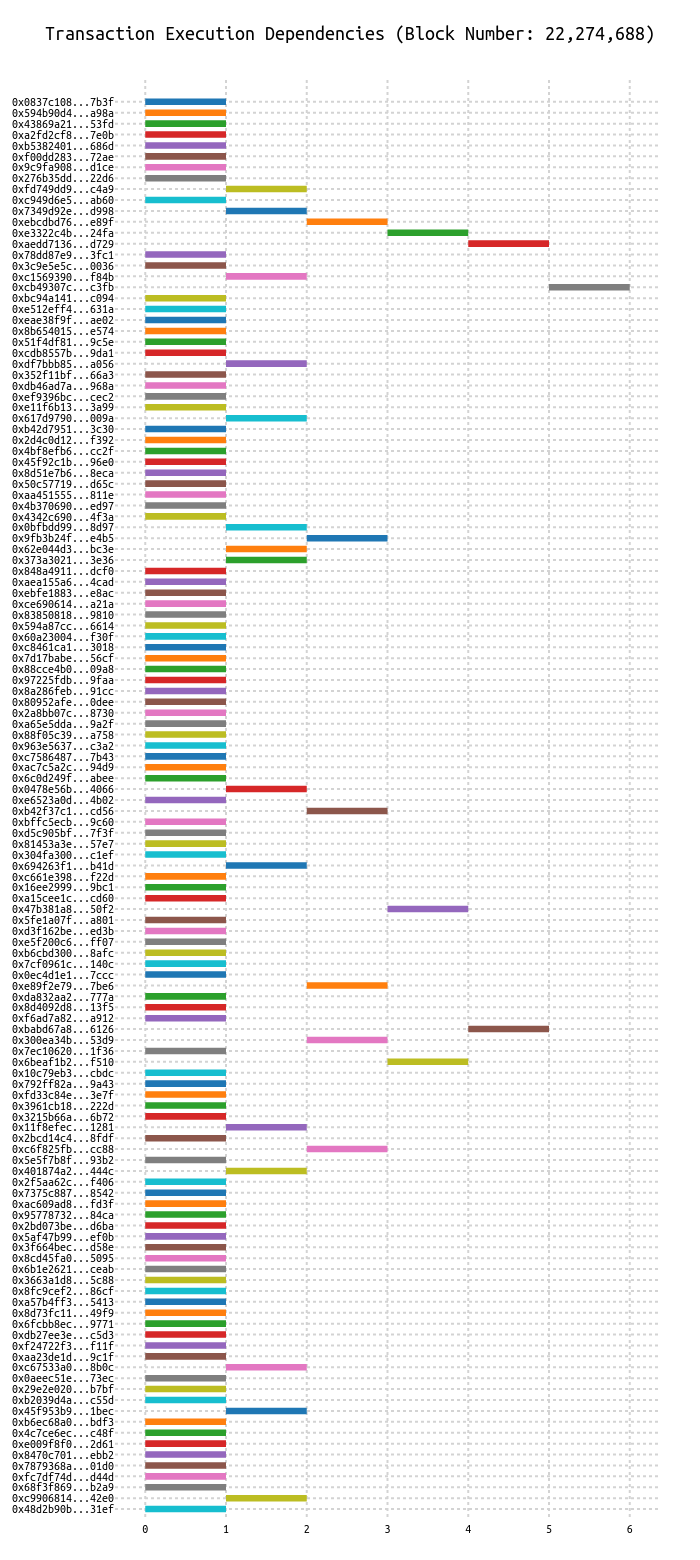 Transaction Execution Dependencies (Block Number: 22,274,688)
0x0837c108...7b3f
0x594b90d4...a98a
0x43869a21...53fd
0xa2fd2cf8...7e0b
0xb5382401...686d
0xf00dd283...72ae
0x9c9fa908...d1ce
0x276b35dd...22d6
0xfd749dd9...c4a9
0xc949d6e5...ab60
0x7349d92e...d998
0xebcdbd76...e89f
0xe3322c4b...24fa
0xaedd7136...d729
0x78dd87e9...3fc1
0x3c9e5e5c...0036
0xc1569390...f84b
0xcb49307c...c3fb
0xbc94a141...c094
0xe512eff4...631a
0xeae38f9f...ae02
0x8b654015...e574
0x51f4df81...9c5e
0xcdb8557b...9da1
0xdf7bbb85...a056
0x352f11bf...66a3
0xdb46ad7a...968a
0xef9396bc...cec2
0xe11f6b13...3a99
0x617d9790...009a
0xb42d7951...3c30
0x2d4c0d12...f392
0x4bf8efb6...cc2f
0x45f92c1b...96e0
0x8d51e7b6...8eca
0x50c57719...d65c
0xaa451555...811e
0x4b370690...ed97
0x4342c690...4f3a
0x0bfbdd99...8d97
0x9fb3b24f...e4b5
0x62e044d3...bc3e
0x373a3021...3e36
0x848a4911...dcf0
0xaea155a6...4cad
0xebfe1883...e8ac
0xce690614...a21a
0x83850818...9810
0x594a87cc...6614
0x60a23004...f30f
0xc8461ca1...3018
0x7d17babe...56cf
0x88cce4b0...09a8
0x97225fdb...9faa
0x8a286feb...91cc
0x80952afe...0dee
0x2a8bb07c...8730
0xa65e5dda...9a2f
0x88f05c39...a758
0x963e5637...c3a2
0xc7586487...7b43
0xac7c5a2c...94d9
0x6c0d249f...abee
0x0478e56b...4066
0xe6523a0d...4b02
0xb42f37c1...cd56
0xbffc5ecb...9c60
0xd5c905bf...7f3f
0x81453a3e...57e7
0x304fa300...c1ef
0x694263f1...b41d
0xc661e398...f22d
0x16ee2999...9bc1
0xa15cee1c...cd60
0x47b381a8...50f2
0x5fe1a07f...a801
0xd3f162be...ed3b
0xe5f200c6...ff07
0xb6cbd300...8afc
0x7cf0961c...140c
0x0ec4d1e1...7ccc
0xe89f2e79...7be6
0xda832aa2...777a
0x8d4092d8...13f5
0xf6ad7a82...a912
0xbabd67a8...6126
0x300ea34b...53d9
0x7ec10620...1f36
0x6beaf1b2...f510
0x10c79eb3...cbdc
0x792ff82a...9a43
0xfd33c84e...3e7f
0x3961cb18...222d
0x3215b66a...6b72
0x11f8efec...1281
0x2bcd14c4...8fdf
0xc6f825fb...cc88
0x5e5f7b8f...93b2
0x401874a2...444c
0x2f5aa62c...f406
0x7375c887...8542
0xac609ad8...fd3f
0x95778732...84ca
0x2bd073be...d6ba
0x5af47b99...ef0b
0x3f664bec...d58e
0x8cd45fa0...5095
0x6b1e2621...ceab
0x3663a1d8...5c88
0x8fc9cef2...86cf
0xa57b4ff3...5413
0x8d73fc11...49f9
0x6fcbb8ec...9771
0xdb27ee3e...c5d3
0xf24722f3...f11f
0xaa23de1d...9c1f
0xc67533a0...8b0c
0x0aeec51e...73ec
0x29e2e020...b7bf
0xb2039d4a...c55d
0x45f953b9...1bec
0xb6ec68a0...bdf3
0x4c7ce6ec...c48f
0xe009f8f0...2d61
0x8470c701...ebb2
0x7879368a...01d0
0xfc7df74d...d44d
0x68f3f869...b2a9
0xc9906814...42e0
0x48d2b90b...31ef
0 1 2 3 4 5 6